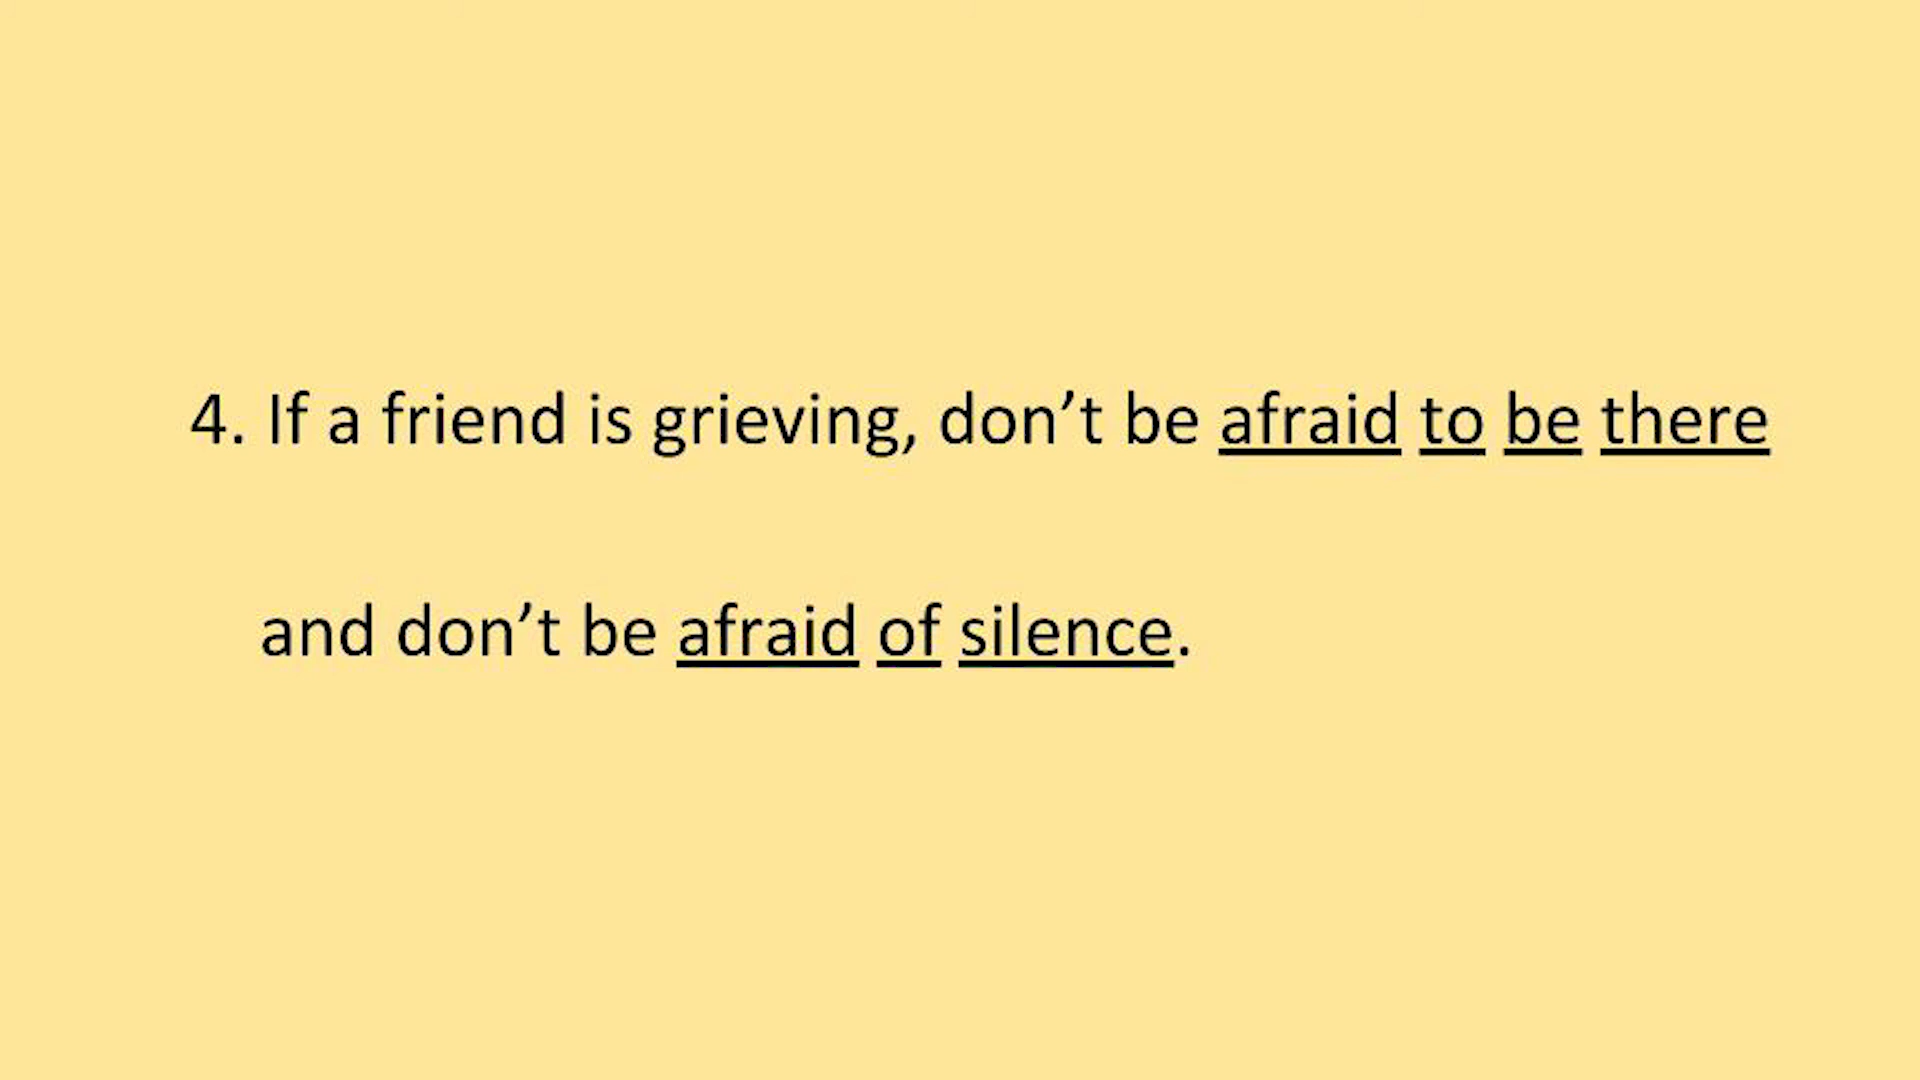 4. If a friend is grieving, don’t be afraid to be there
and don’t be afraid of silence.